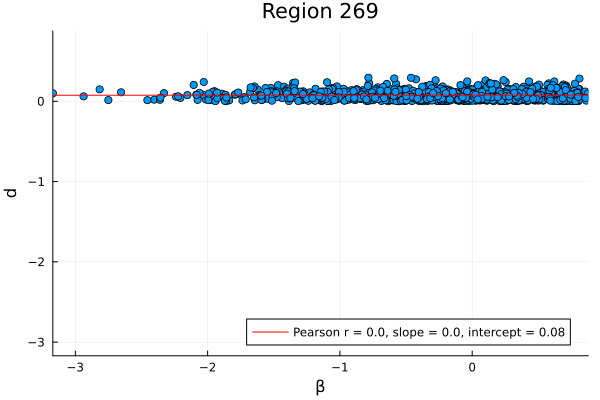 Region 269
d
0
−1
−2
−3
Pearson r = 0.0, slope = 0.0, intercept = 0.08
−3 −2 −1 0
β